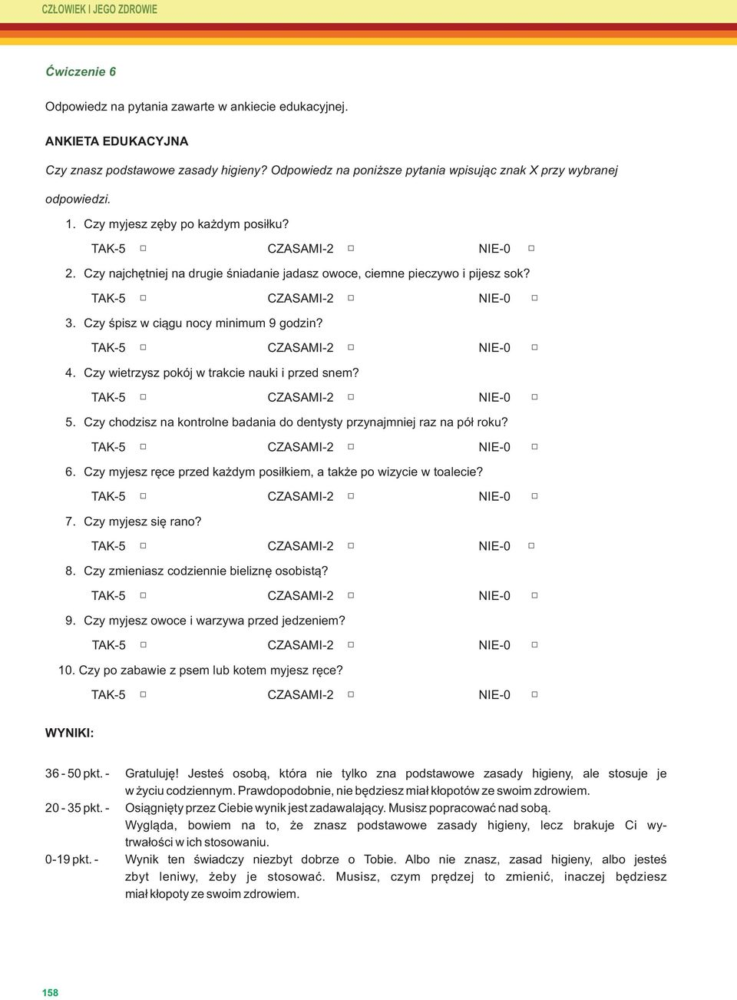 CZŁOWIEK I JEGO ZDROWIE
Ćwiczenie 6
Odpowiedz na pytania zawarte w ankiecie edukacyjnej.
ANKIETA EDUKACYJNA
Czy znasz podstawowe zasady higieny? Odpowiedz na poniższe pytania wpisując znak X przy wybranej
odpowiedzi.
1. Czy myjesz zęby po każdym posiłku?
TAK-5 □ CZASAMI-2 □ NIE-0 □
2. Czy najchętniej na drugie śniadanie jadasz owoce, ciemne pieczywo i pijesz sok?
TAK-5 □ CZASAMI-2 □ NIE-0 □
3. Czy śpisz w ciągu nocy minimum 9 godzin?
TAK-5 □ CZASAMI-2 □ NIE-0 □
4. Czy wietrzysz pokój w trakcie nauki i przed snem?
TAK-5 □ CZASAMI-2 □ NIE-0 □
5. Czy chodzisz na kontrolne badania do dentysty przynajmniej raz na pół roku?
TAK-5 □ CZASAMI-2 □ NIE-0 □
6. Czy myjesz ręce przed każdym posiłkiem, a także po wizycie w toalecie?
TAK-5 □ CZASAMI-2 □ NIE-0 □
7. Czy myjesz się rano?
TAK-5 □ CZASAMI-2 □ NIE-0 □
8. Czy zmieniasz codziennie bieliznę osobistą?
TAK-5 □ CZASAMI-2 □ NIE-0 □
9. Czy myjesz owoce i warzywa przed jedzeniem?
TAK-5 □ CZASAMI-2 □ NIE-0 □
10. Czy po zabawie z psem lub kotem myjesz ręce?
TAK-5 □ CZASAMI-2 □ NIE-0 □
WYNIKI:
36 - 50 pkt. - Gratuluję! Jesteś osobą, która nie tylko zna podstawowe zasady higieny, ale stosuje je
w życiu codziennym. Prawdopodobnie, nie będziesz miał kłopotów ze swoim zdrowiem.
20 - 35 pkt. - Osiągnięty przez Ciebie wynik jest zadawalający. Musisz popracować nad sobą.
Wygląda, bowiem na to, że znasz podstawowe zasady higieny, lecz brakuje Ci wy-
trwałości w ich stosowaniu.
0-19 pkt. - Wynik ten świadczy niezbyt dobrze o Tobie. Albo nie znasz, zasad higieny, albo jesteś
zbyt leniwy, żeby je stosować. Musisz, czym prędzej to zmienić, inaczej będziesz
miał kłopoty ze swoim zdrowiem.
158